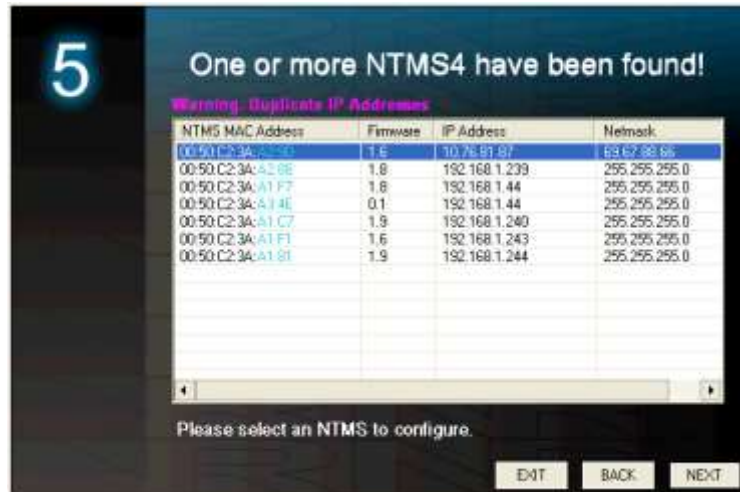 5
One or more NTMS4 have been found!
Warning, Duplicate IP Addresses
NTMS MAC Address Firmware IP Address Netmask
00:50:C2:3A: 1.6 10.76.81.87 69.67.88.66
00:50:C2:3A:A2:8E 1.8 192.168.1.239 255.255.255.0
00:50:C2:3A:A1:F7 1.8 192.168.1.44 255.255.255.0
00:50:C2:3A:A3:4E 0.1 192.168.1.44 255.255.255.0
00:50:C2:3A:A1:C7 1.9 192.168.1.240 255.255.255.0
00:50:C2:3A:A1:F1 1.6 192.168.1.243 255.255.255.0
00:50:C2:3A:A1:81 1.9 192.168.1.244 255.255.255.0
Please select an NTMS to configure.
EXIT BACK NEXT